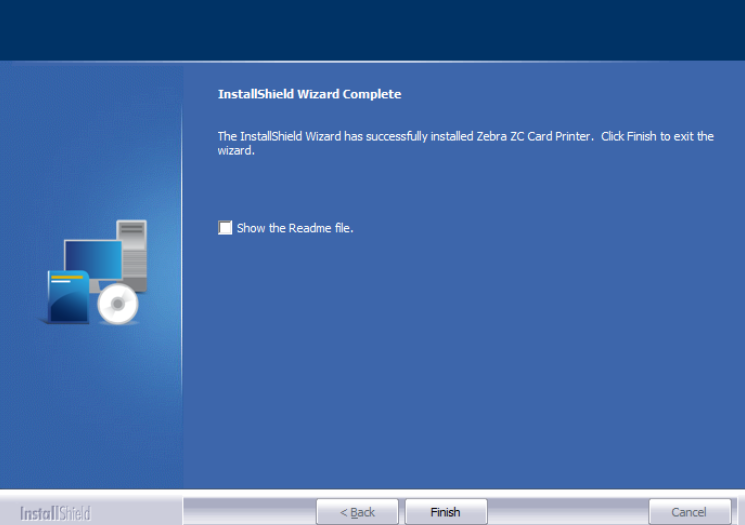 InstallShield Wizard Complete
The InstallShield Wizard has successfully installed Zebra ZC Card Printer. Click Finish to exit the
wizard.
Show the Readme file.
InstallShield
< Back
Finish
Cancel